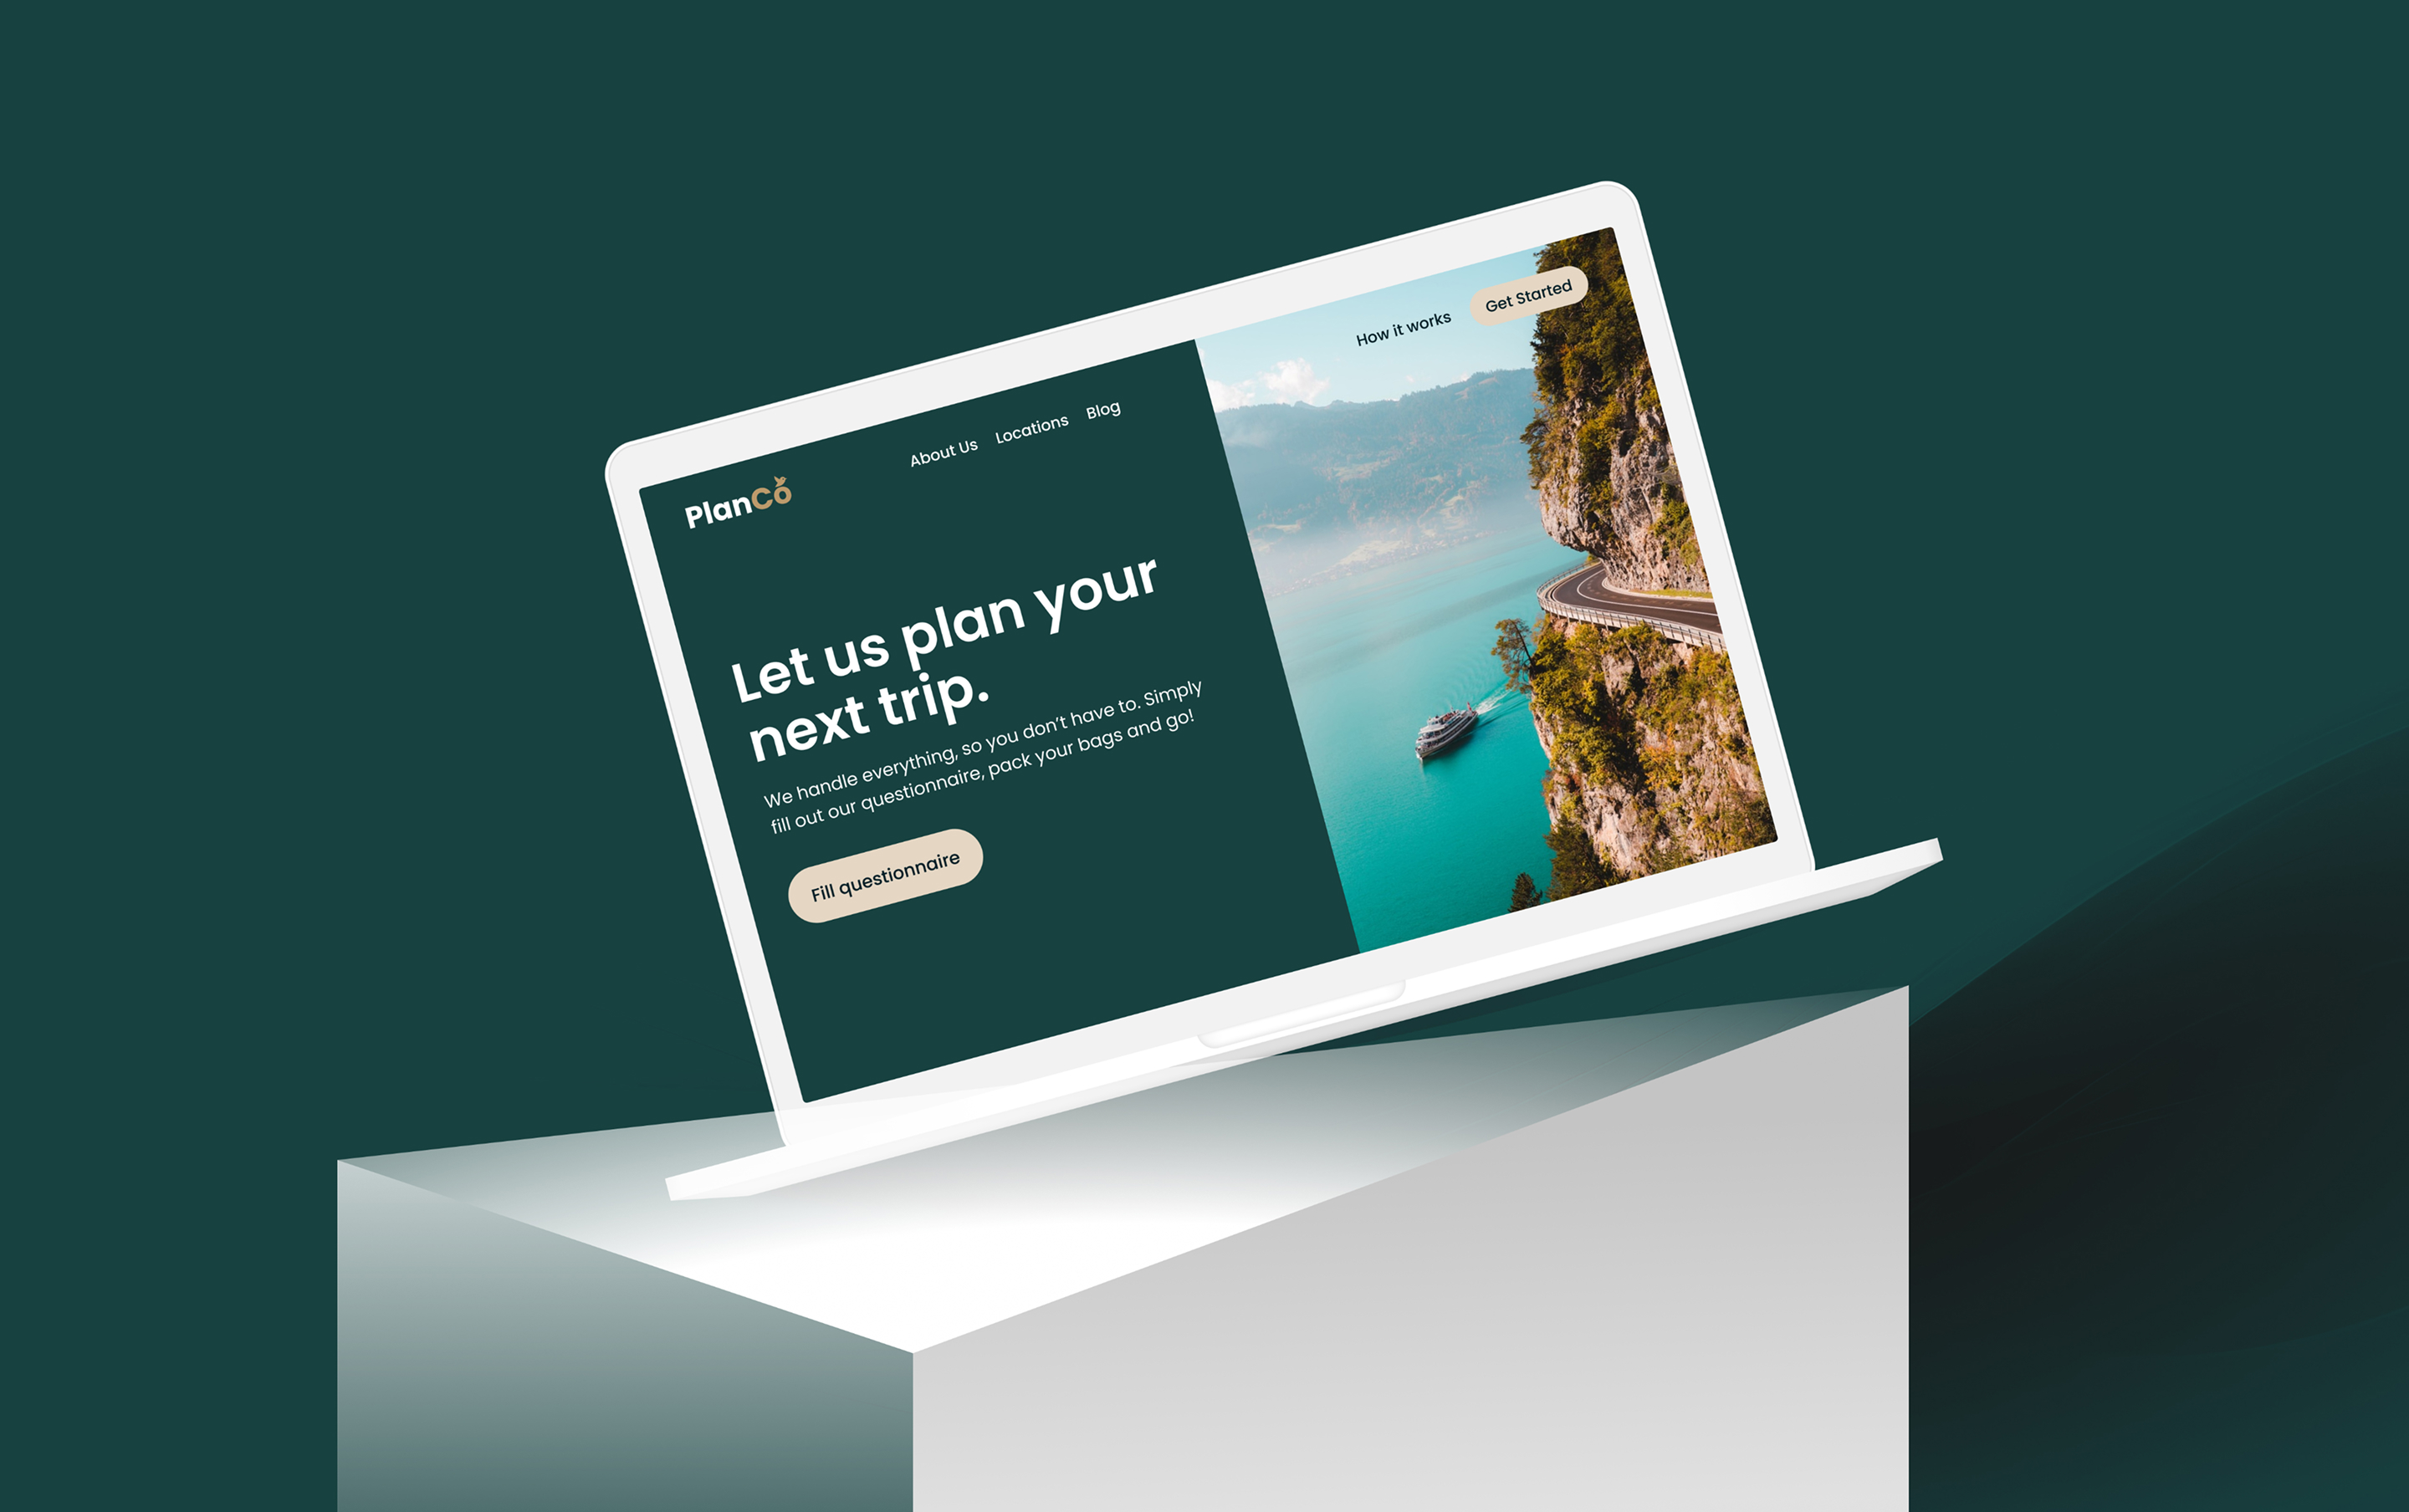 PlanCo
About Us Locations Blog
How it works Get Started
Let us plan your
next trip.
We handle everything, so you don't have to. Simply
fill out our questionnaire, pack your bags and go!
Fill questionnaire